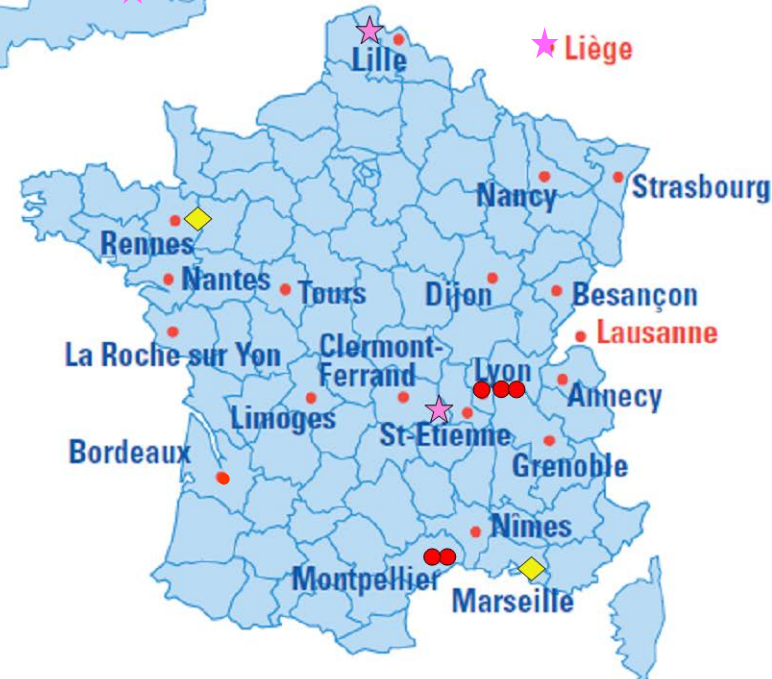 Lille
Liège
Nancy
Strasbourg
Rennes
Nantes
Tours
Dijon
Besançon
Lausanne
La Roche sur Yon
Clermont-
Ferrand
Lyon
Annecy
Limoges
St-Etienne
Bordeaux
Grenoble
Nîmes
Montpellier
Marseille